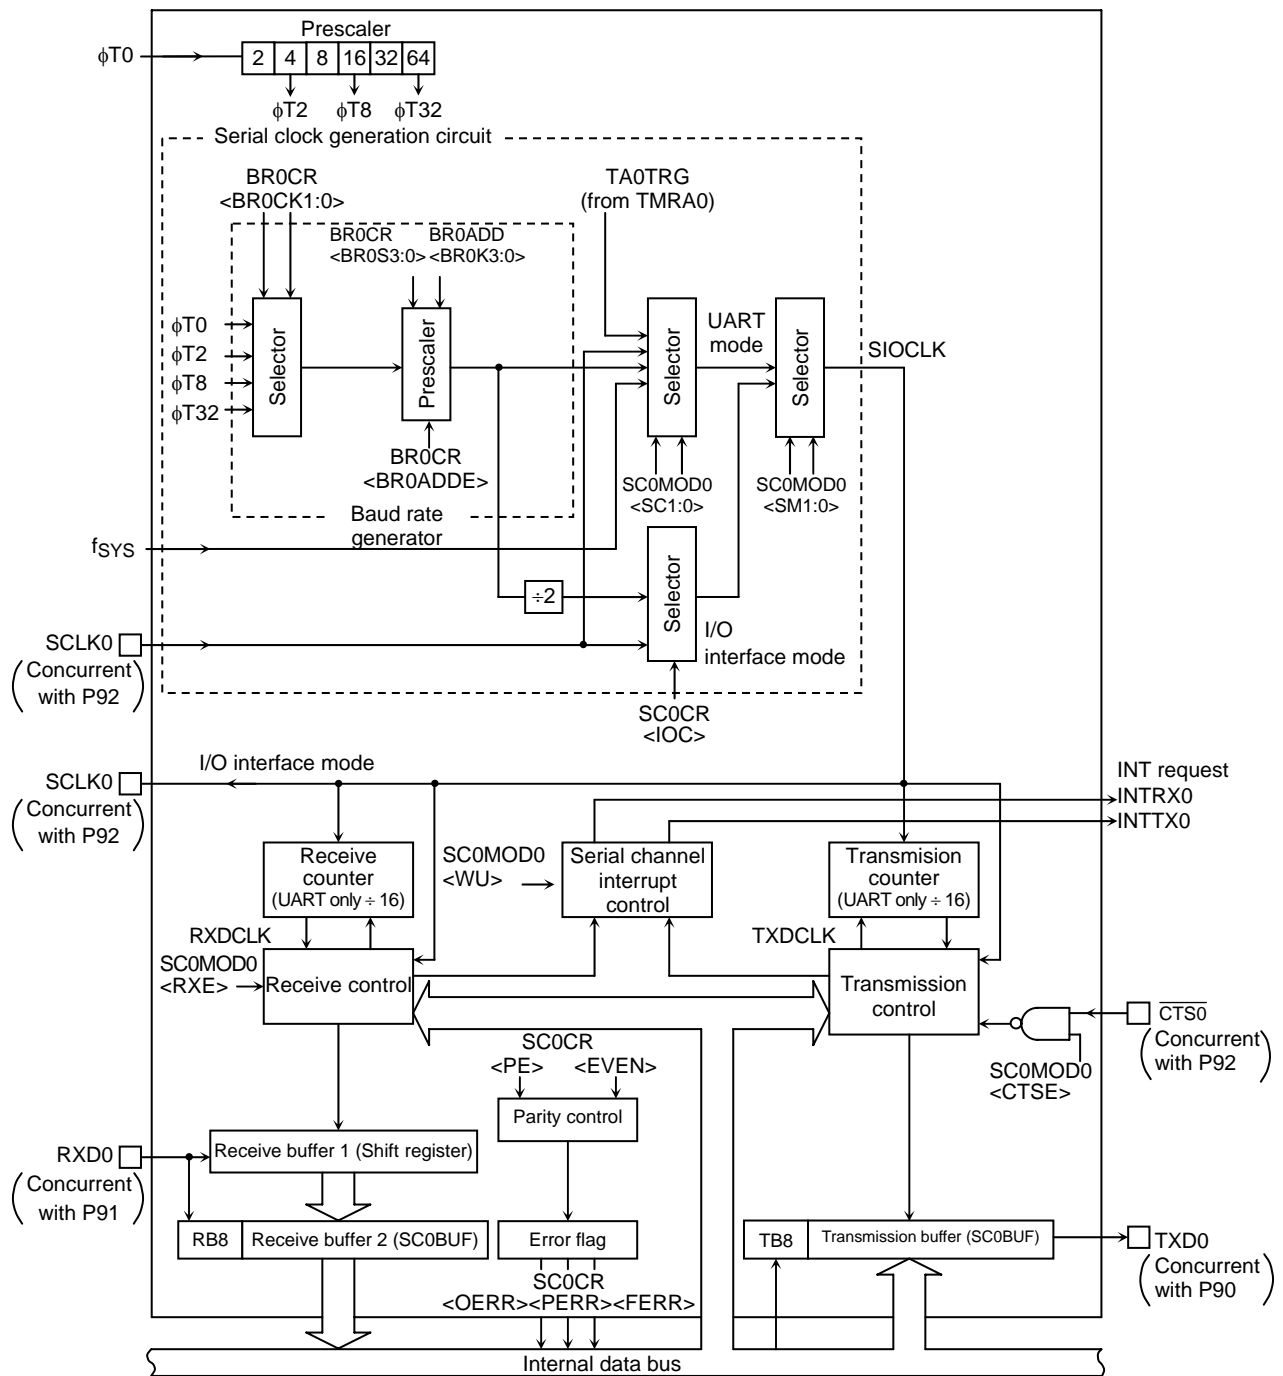 Prescaler
ϕT0
2 4 8 16 32 64
ϕT2 ϕT8 ϕT32
Serial clock generation circuit
BR0CR
<BR0CK1:0>
TA0TRG
(from TMRA0)
BR0CR
<BR0S3:0>
BR0ADD
<BR0K3:0>
ϕT0
ϕT2
ϕT8
ϕT32
Selector
Prescaler
Selector
UART
mode
Selector
SIOCLK
BR0CR
<BR0ADDE>
SC0MOD0
<SC1:0>
SC0MOD0
<SM1:0>
Baud rate
generator
fSYS
÷2
Selector
I/O
interface mode
SCLK0
(Concurrent
with P92)
SC0CR
<IOC>
I/O interface mode
SCLK0
(Concurrent
with P92)
INT request
INTRX0
INTTX0
Receive
counter
(UART only ÷ 16)
SC0MOD0
<WU>
Serial channel
interrupt
control
Transmision
counter
(UART only ÷ 16)
RXDCLK
TXDCLK
SC0MOD0
<RXE>
Receive control
Transmission
control
CTS0
(Concurrent
with P92)
SC0MOD0
<CTSE>
SC0CR
<PE> <EVEN>
Parity control
RXD0
(Concurrent
with P91)
Receive buffer 1 (Shift register)
RB8 Receive buffer 2 (SC0BUF)
Error flag
TB8 Transmission buffer (SC0BUF)
TXD0
(Concurrent
with P90)
SC0CR
<OERR><PERR><FERR>
Internal data bus